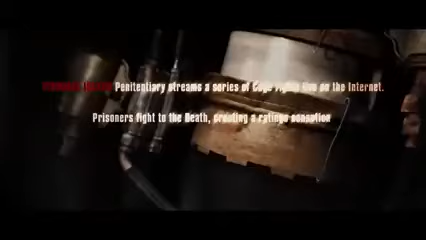 Penitentiary streams a series of Cage Fights live on the Internet.
Prisoners fight to the Death, creating a ratings sensation